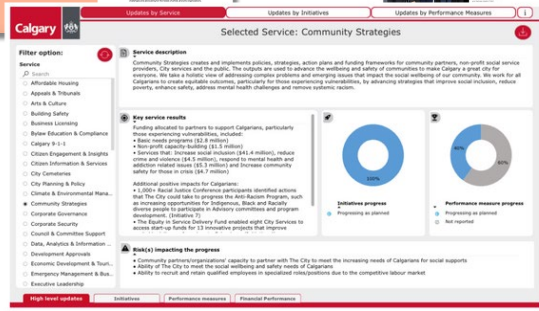 Updates by Service
Updates by Initiatives
Updates by Performance Measures
i
Calgary
Selected Service: Community Strategies
Filter option:
Service
Search
Affordable Housing
Appeals & Tribunals
Arts & Culture
Building Safety
Business Licensing
Bylaw Education & Compliance
Calgary 9-1-1
Citizen Engagement & Insights
Citizen Information & Services
City Cemeteries
City Planning & Policy
Climate & Environmental Mana...
Community Strategies
Corporate Governance
Corporate Security
Council & Committee Support
Data, Analytics & Information ...
Development Approvals
Economic Development & Tour...
Emergency Management & Bus...
Executive Leadership
Service description
Community Strategies creates and implements policies, strategies, action plans and funding frameworks for community partners, non-profit social service
providers, City services and the public. The outputs are used to advance the wellbeing and safety of communities to make Calgary a great city for
everyone. We take a holistic view of addressing complex problems and emerging issues that impact the social wellbeing of our community. We work for all
Calgarians to create equitable outcomes, particularly for those experiencing vulnerabilities, by advancing strategies that improve social inclusion, reduce
poverty, enhance safety, address mental health challenges and remove systemic racism.
Key service results
Funding allocated to partners to support Calgarians, particularly
those experiencing vulnerabilities, included:
• Basic needs programs ($2.8 million)
• Non-profit capacity-building ($1.5 million)
• Services that: Increase social inclusion ($41.4 million), reduce
crime and violence ($4.5 million), respond to mental health and
addiction related issues ($5.3 million) and Increase community
safety for those in crisis ($4.7 million)
Additional positive impacts for Calgarians:
• 1,000+ Racial Justice Conference participants identified actions
that The City could take to progress the Anti-Racism Program, such
as increasing opportunities for Indigenous, Black and Racially
diverse people to participate in Advisory committees and program
development. (Initiative 7)
• The Equity in Service Delivery Fund enabled eight City Services to
access start-up funds for 13 innovative projects that improve
100%
Initiatives progress
Progressing as planned
40%
60%
Performance measure progress
Progressing as planned
Not reported
Risk(s) impacting the progress
• Community partners/organizations' capacity to partner with The City to meet the increasing needs of Calgarians for social supports
• Ability of The City to meet the social wellbeing and safety needs of Calgarians
• Ability to recruit and retain qualified employees in specialized roles/positions due to the competitive labour market
High level updates
Initiatives
Performance measures
Financial Performance